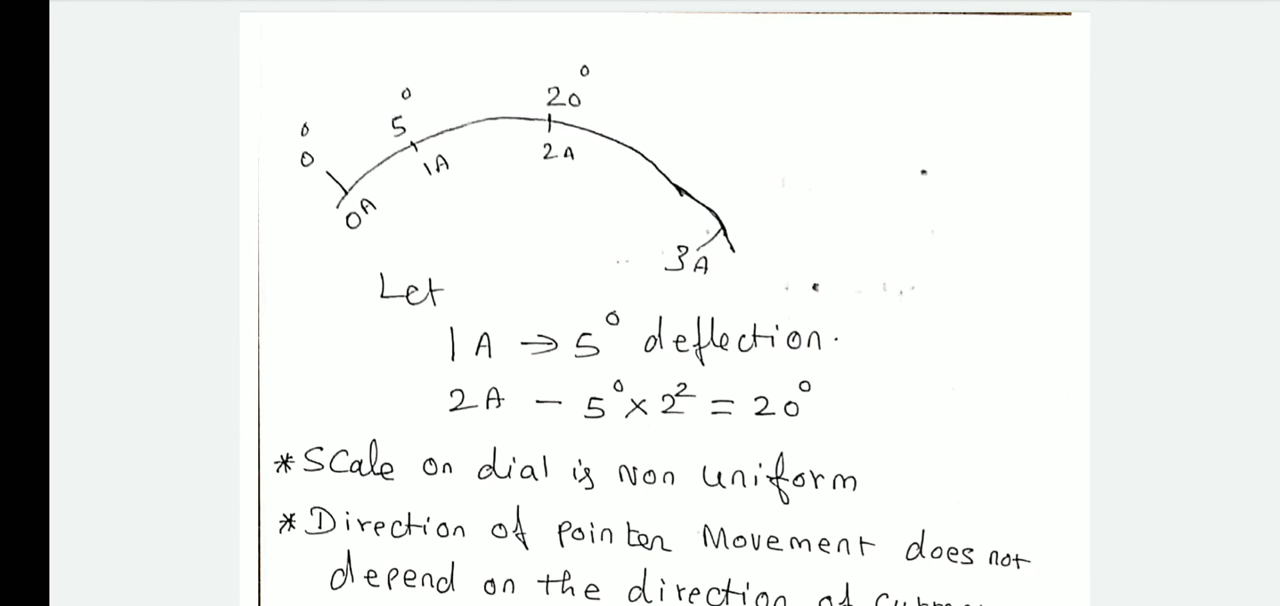 0° 5° 20°
0A 1A 2A 3A
Let
1A → 5° deflection.
2A - 5° × 2² = 20°
* Scale on dial is Non uniform
* Direction of pointer Movement does not
depend on the direction of